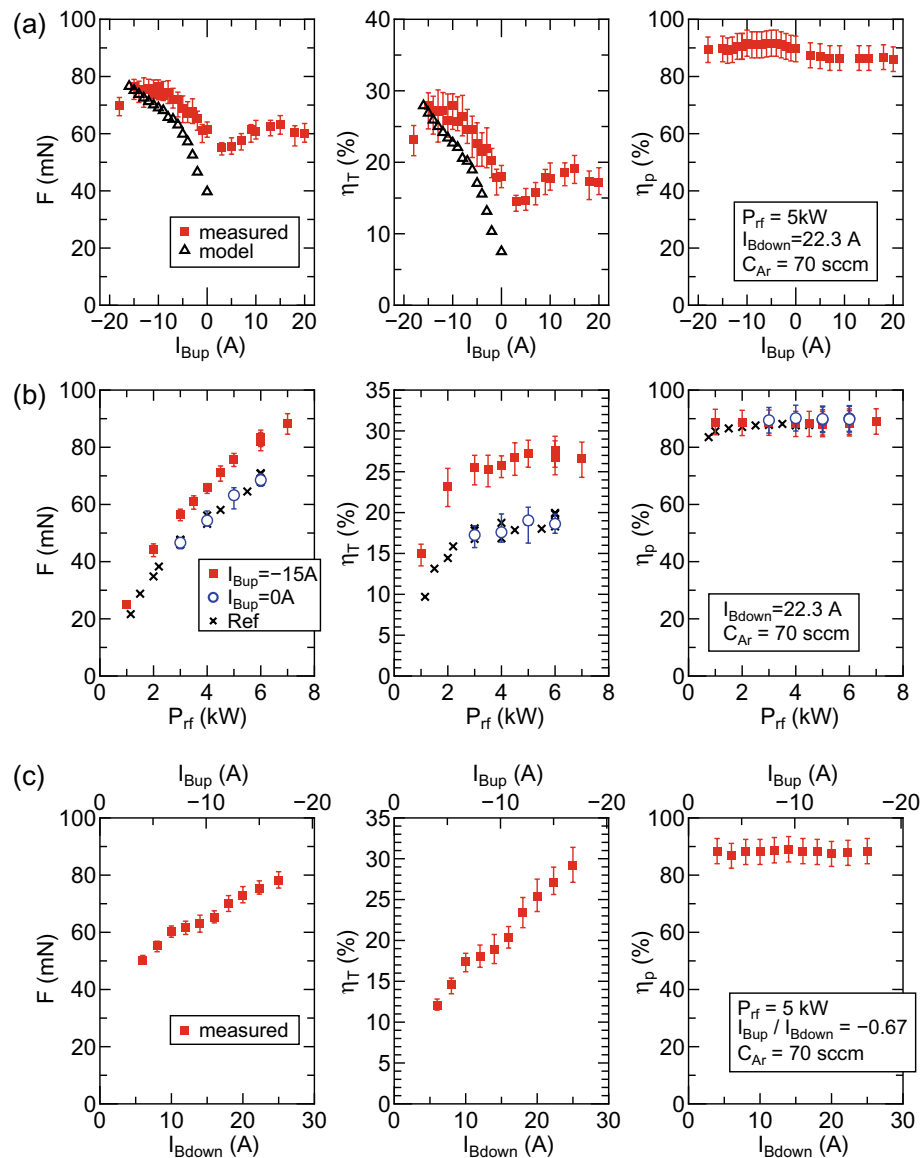 (a)
100
80
60
40
20
0
F (mN)
−20 −10 0 10 20
I_Bup (A)
measured
model
40
30
20
10
0
η_T (%)
−20 −10 0 10 20
I_Bup (A)
100
80
60
40
20
0
η_p (%)
−20 −10 0 10 20
I_Bup (A)
P_rf = 5kW
I_Bdown=22.3 A
C_Ar = 70 sccm
(b)
100
80
60
40
20
0
F (mN)
0 2 4 6 8
P_rf (kW)
I_Bup=−15A
I_Bup=0A
Ref
35
30
25
20
15
10
5
0
η_T (%)
0 2 4 6 8
P_rf (kW)
100
80
60
40
20
0
η_p (%)
0 2 4 6 8
P_rf (kW)
I_Bdown=22.3 A
C_Ar = 70 sccm
(c)
I_Bup (A)
0 −10 −20
100
80
60
40
20
0
F (mN)
0 10 20 30
I_Bdown (A)
measured
I_Bup (A)
0 −10 −20
35
30
25
20
15
10
5
0
η_T (%)
0 10 20 30
I_Bdown (A)
I_Bup (A)
0 −10 −20
100
80
60
40
20
0
η_p (%)
0 10 20 30
I_Bdown (A)
P_rf = 5 kW
I_Bup / I_Bdown = −0.67
C_Ar = 70 sccm